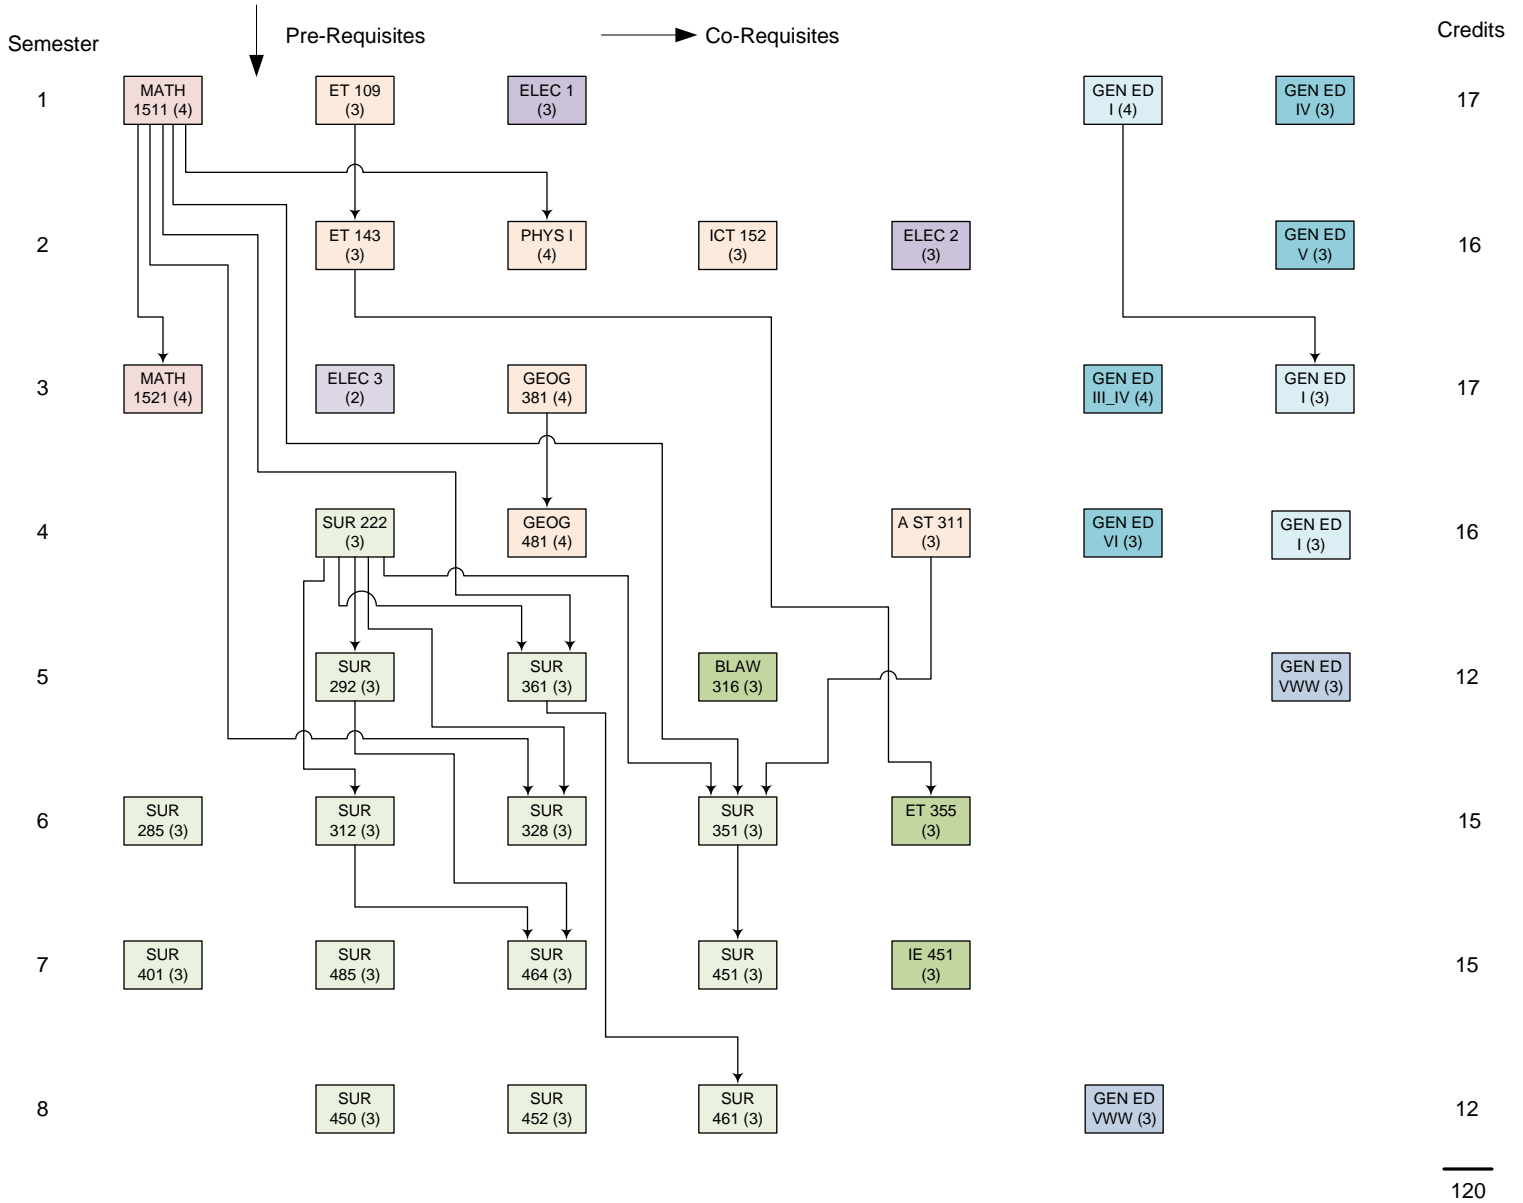 Semester
Pre-Requisites
Co-Requisites
Credits
1
MATH
1511 (4)
ET 109
(3)
ELEC 1
(3)
GEN ED
I (4)
GEN ED
IV (3)
17
2
ET 143
(3)
PHYS I
(4)
ICT 152
(3)
ELEC 2
(3)
GEN ED
V (3)
16
3
MATH
1521 (4)
ELEC 3
(2)
GEOG
381 (4)
GEN ED
III_IV (4)
GEN ED
I (3)
17
4
SUR 222
(3)
GEOG
481 (4)
A ST 311
(3)
GEN ED
VI (3)
GEN ED
I (3)
16
5
SUR
292 (3)
SUR
361 (3)
BLAW
316 (3)
GEN ED
VWW (3)
12
6
SUR
285 (3)
SUR
312 (3)
SUR
328 (3)
SUR
351 (3)
ET 355
(3)
15
7
SUR
401 (3)
SUR
485 (3)
SUR
464 (3)
SUR
451 (3)
IE 451
(3)
15
8
SUR
450 (3)
SUR
452 (3)
SUR
461 (3)
GEN ED
VWW (3)
12
120